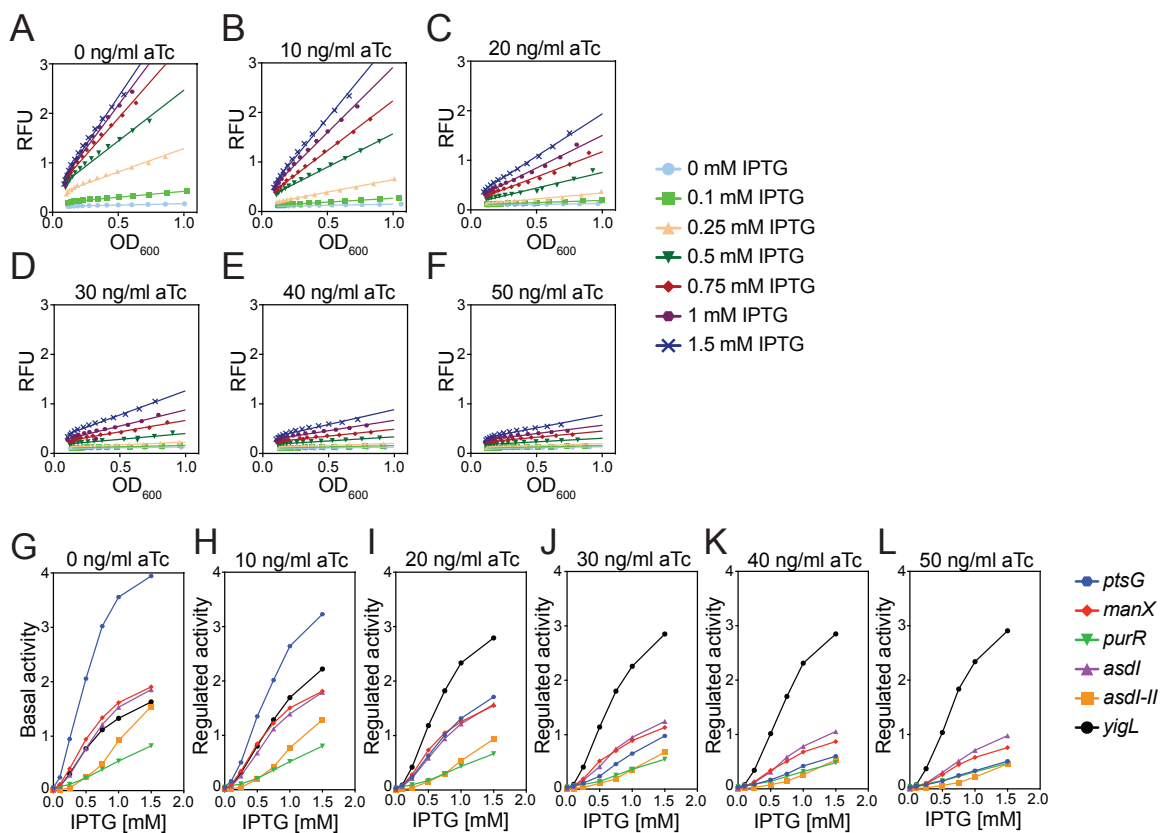 A
0 ng/ml aTc
3
2
1
0
0.0
0.5
1.0
RFU
OD600
B
10 ng/ml aTc
3
2
1
0
0.0
0.5
1.0
RFU
OD600
C
20 ng/ml aTc
3
2
1
0
0.0
0.5
1.0
RFU
OD600
0 mM IPTG
0.1 mM IPTG
0.25 mM IPTG
0.5 mM IPTG
0.75 mM IPTG
1 mM IPTG
1.5 mM IPTG
D
30 ng/ml aTc
3
2
1
0
0.0
0.5
1.0
RFU
OD600
E
40 ng/ml aTc
3
2
1
0
0.0
0.5
1.0
RFU
OD600
F
50 ng/ml aTc
3
2
1
0
0.0
0.5
1.0
RFU
OD600
G
0 ng/ml aTc
4
3
2
1
0
0.0 0.5 1.0 1.5 2.0
Basal activity
IPTG [mM]
H
10 ng/ml aTc
4
3
2
1
0
0.0 0.5 1.0 1.5 2.0
Regulated activity
IPTG [mM]
I
20 ng/ml aTc
4
3
2
1
0
0.0 0.5 1.0 1.5 2.0
Regulated activity
IPTG [mM]
J
30 ng/ml aTc
4
3
2
1
0
0.0 0.5 1.0 1.5 2.0
Regulated activity
IPTG [mM]
K
40 ng/ml aTc
4
3
2
1
0
0.0 0.5 1.0 1.5 2.0
Regulated activity
IPTG [mM]
L
50 ng/ml aTc
4
3
2
1
0
0.0 0.5 1.0 1.5 2.0
Regulated activity
IPTG [mM]
ptsG
manX
purR
asdI
asdI-II
yigL